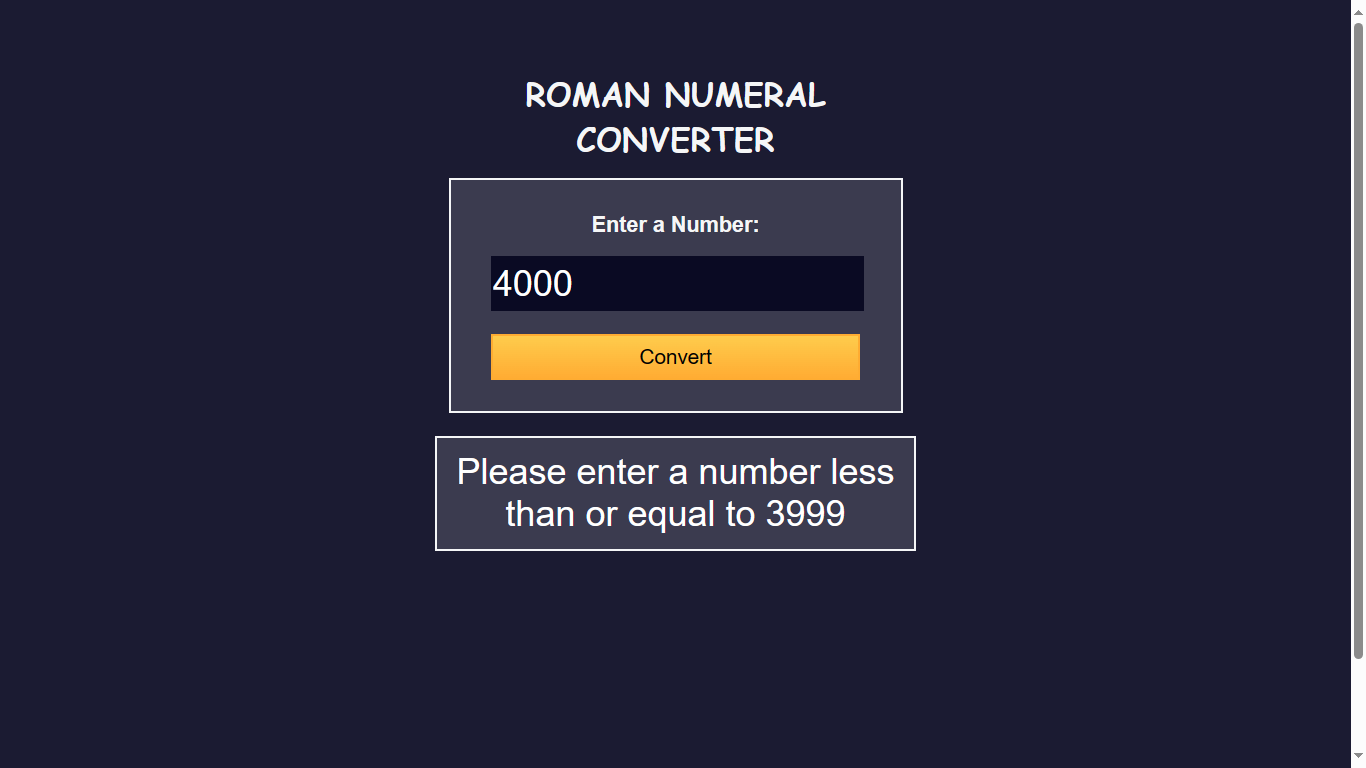 ROMAN NUMERAL
CONVERTER
Enter a Number:
4000
Convert
Please enter a number less
than or equal to 3999